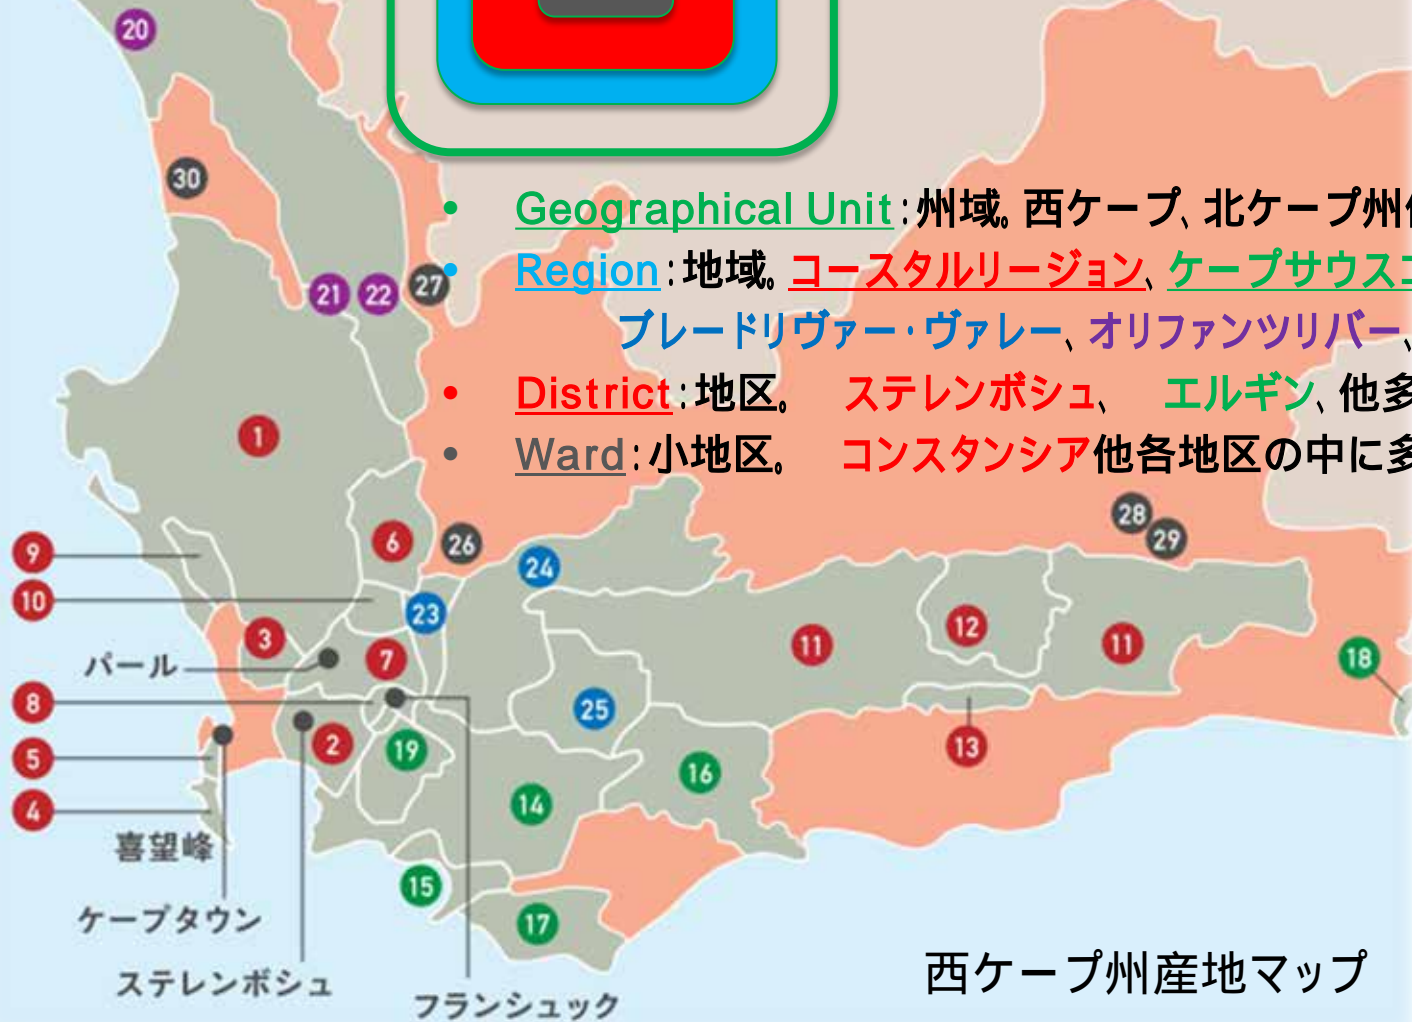 20
30
• Geographical Unit：州域。西ケープ、北ケープ州
21 22 27
• Region：地域。コースタルリージョン、ケープサウスコ
ブレードリヴァー・ヴァレー、オリファンツリバー、
• District：地区。 ステレンボシュ、 エルギン、他多
1
• Ward：小地区。 コンスタンシア他各地区の中に多
28
29
9
6
26
24
10
23
3
12
11
11
18
パール
7
8
25
2
19
13
5
16
14
4
喜望峰
15
ケープタウン
17
ステレンボシュ
フランシュック
西ケープ州産地マップ